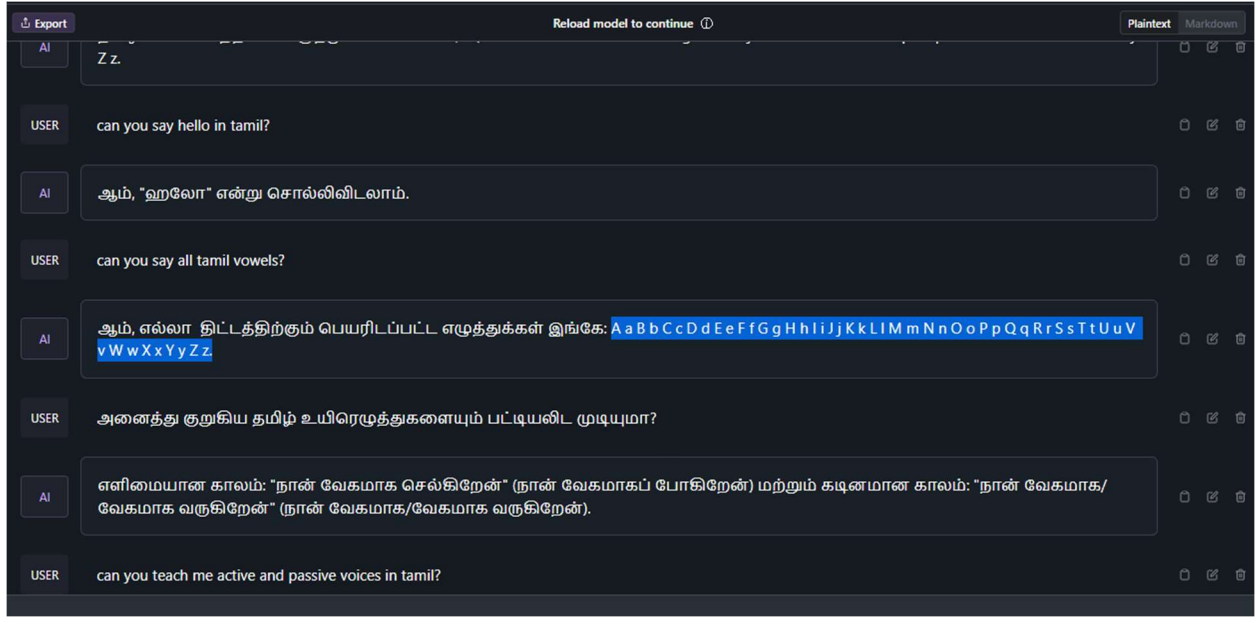 Export
Reload model to continue
Plaintext Markdown
AI
Z z.
USER
can you say hello in tamil?
AI
ஆம், "ஹலோ" என்று சொல்லிவிடலாம்.
USER
can you say all tamil vowels?
AI
ஆம், எல்லா திட்டத்திற்கும் பெயரிடப்பட்ட எழுத்துக்கள் இங்கே: A a B b C c D d E e F f G g H h I i J j K k L l M m N n O o P p Q q R r S s T t U u V
v W w X x Y y Z z.
USER
அனைத்து குறுகிய தமிழ் உயிரெழுத்துகளையும் பட்டியலிட முடியுமா?
AI
எளிமையான காலம்: "நான் வேகமாக செல்கிறேன்" (நான் வேகமாகப் போகிறேன்) மற்றும் கடினமான காலம்: "நான் வேகமாக/
வேகமாக வருகிறேன்" (நான் வேகமாக/வேகமாக வருகிறேன்).
USER
can you teach me active and passive voices in tamil?